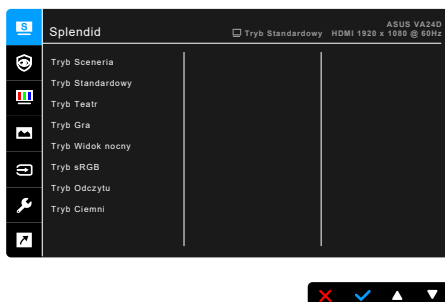 S
Splendid
Tryb Standardowy
ASUS VA24D
HDMI 1920 x 1080 @ 60Hz
Tryb Sceneria
Tryb Standardowy
Tryb Teatr
Tryb Gra
Tryb Widok nocny
Tryb sRGB
Tryb Odczytu
Tryb Ciemni